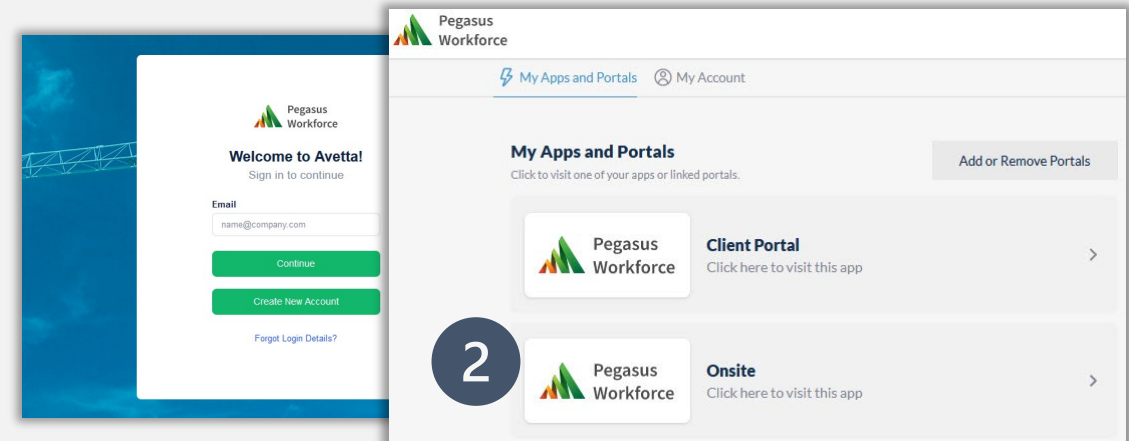 Pegasus
Workforce
Welcome to Avetta!
Sign in to continue
Email
name@company.com
Continue
Create New Account
Forgot Login Details?
Pegasus
Workforce
My Apps and Portals
My Account
My Apps and Portals
Click to visit one of your apps or linked portals.
Add or Remove Portals
Pegasus
Workforce
Client Portal
Click here to visit this app
2
Pegasus
Workforce
Onsite
Click here to visit this app